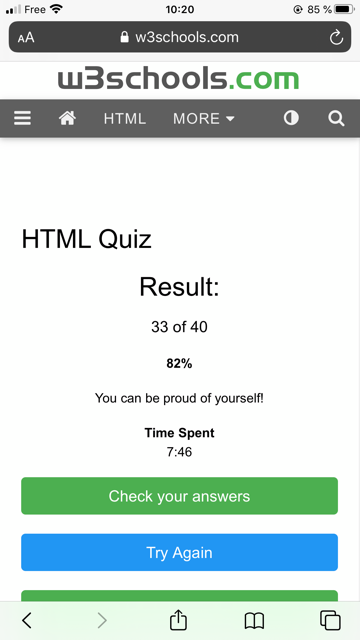 Free 10:20 85 %
AA w3schools.com
w3schools.com
HTML MORE
HTML Quiz
Result:
33 of 40
82%
You can be proud of yourself!
Time Spent
7:46
Check your answers
Try Again